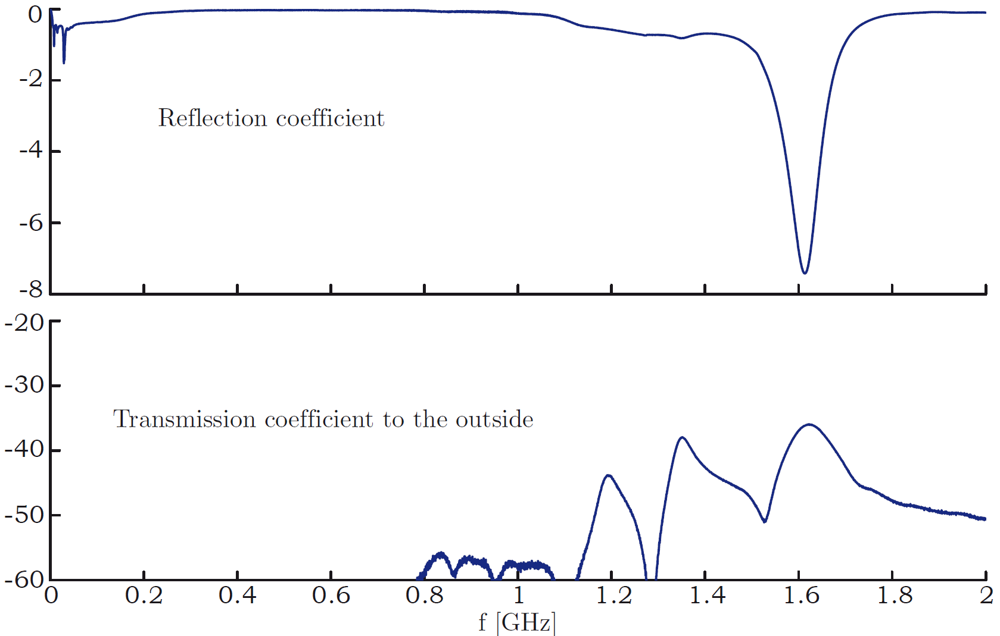 0
-2
Reflection coefficient
-4
-6
-8
-20
-30
Transmission coefficient to the outside
-40
-50
-60
0 0.2 0.4 0.6 0.8 1 1.2 1.4 1.6 1.8 2
f [GHz]